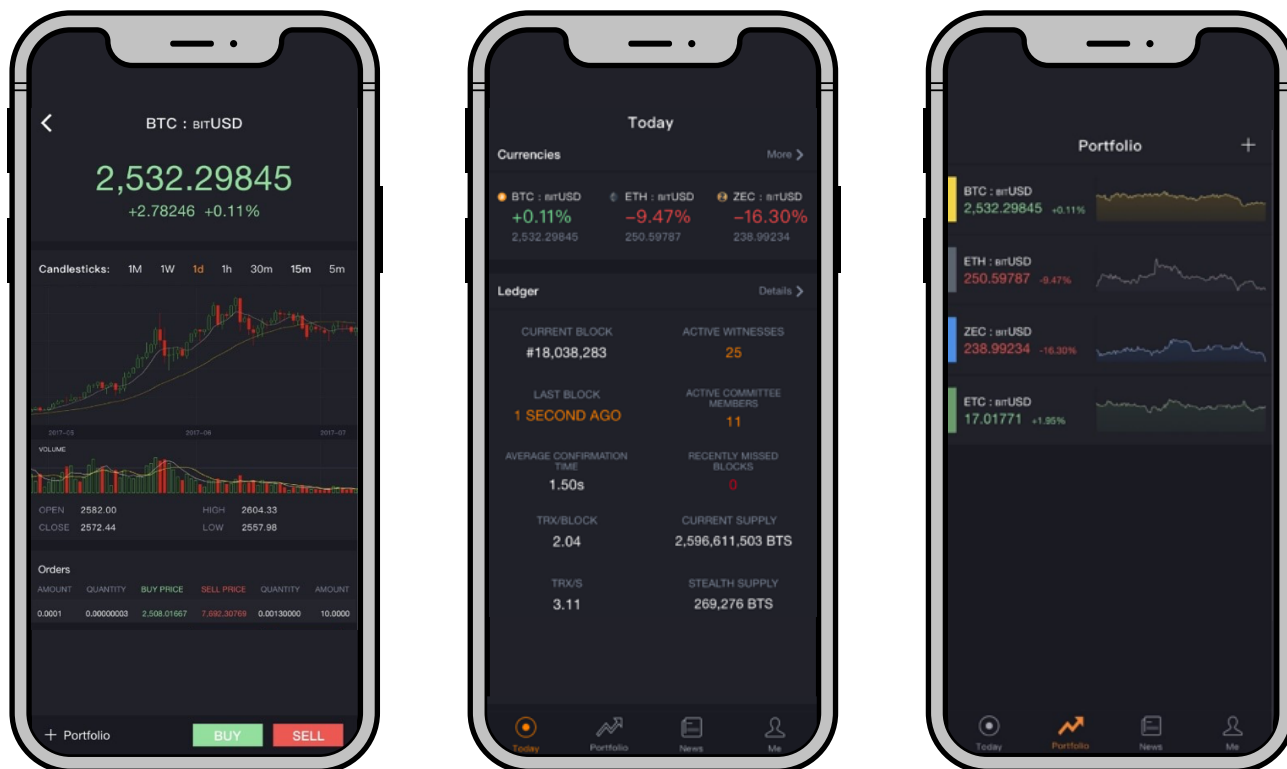 BTC : BITUSD
2,532.29845
+2.78246 +0.11%
Candlesticks: 1M 1W 1d 1h 30m 15m 5m
2017-05 2017-06 2017-07
VOLUME
OPEN 2582.00 HIGH 2604.33
CLOSE 2572.44 LOW 2557.98
Orders
AMOUNT QUANTITY BUY PRICE SELL PRICE QUANTITY AMOUNT
0.0001 0.00000003 2,508.01667 7,692.30769 0.00130000 10.0000
+ Portfolio BUY SELL
Today
Currencies More >
BTC : BITUSD ETH : BITUSD ZEC : BITUSD
+0.11% −9.47% −16.30%
2,532.29845 250.59787 238.99234
Ledger Details >
CURRENT BLOCK ACTIVE WITNESSES
#18,038,283 25
LAST BLOCK ACTIVE COMMITTEE
MEMBERS
1 SECOND AGO 11
AVERAGE CONFIRMATION RECENTLY MISSED
TIME BLOCKS
1.50s 0
TRX/BLOCK CURRENT SUPPLY
2.04 2,596,611,503 BTS
TRX/S STEALTH SUPPLY
3.11 269,276 BTS
Today Portfolio News Me
Portfolio +
BTC : BITUSD
2,532.29845 +0.11%
ETH : BITUSD
250.59787 -9.47%
ZEC : BITUSD
238.99234 -16.30%
ETC : BITUSD
17.01771 +1.95%
Today Portfolio News Me